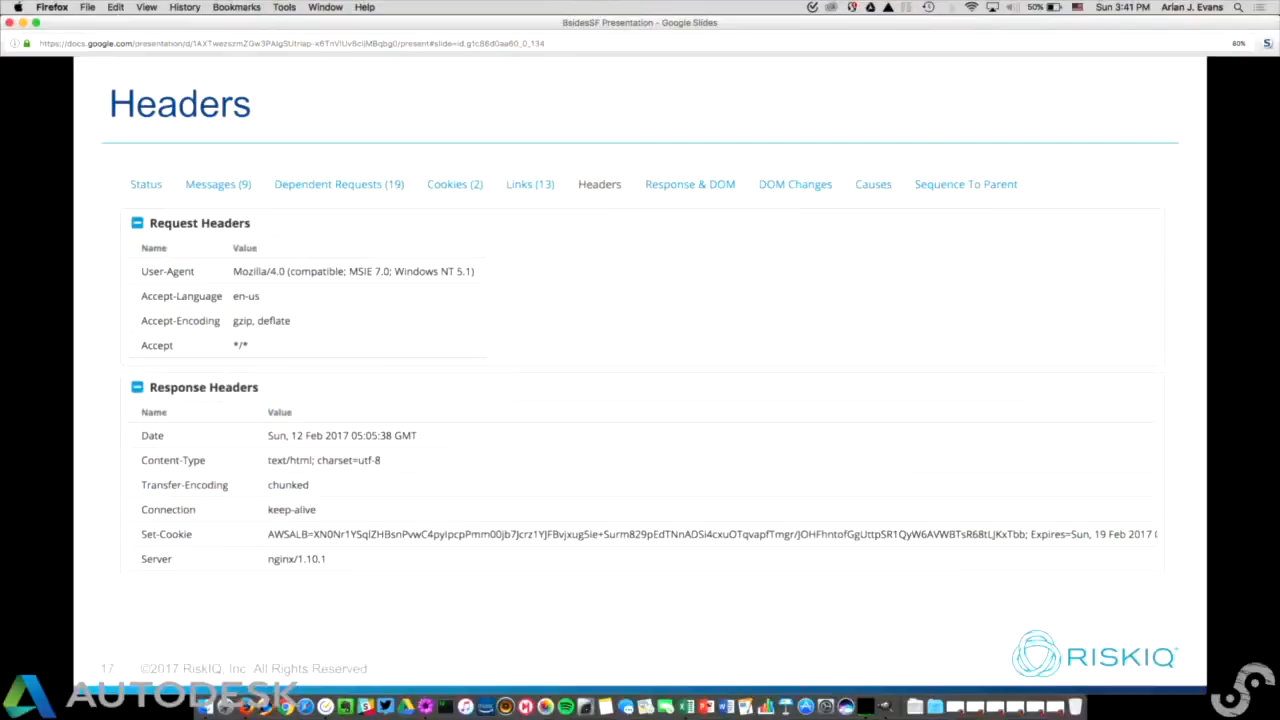 Firefox File Edit View History Bookmarks Tools Window Help 50% Sun 3:41 PM Arian J. Evans
BsidesSF Presentation - Google Slides
60%
Headers
Status Messages (9) Dependent Requests (19) Cookies (2) Links (13) Headers Response & DOM DOM Changes Causes Sequence To Parent
Request Headers
Name Value
User-Agent Mozilla/4.0 (compatible; MSIE 7.0; Windows NT 5.1)
Accept-Language en-us
Accept-Encoding gzip, deflate
Accept */*
Response Headers
Name Value
Date Sun, 12 Feb 2017 05:05:38 GMT
Content-Type text/html; charset=utf-8
Transfer-Encoding chunked
Connection keep-alive
Set-Cookie Expires=Sun, 19 Feb 2017
Server nginx/1.10.1
RISKIQ
17 ©2017 RiskIQ, Inc. All Rights Reserved
AUTODESK